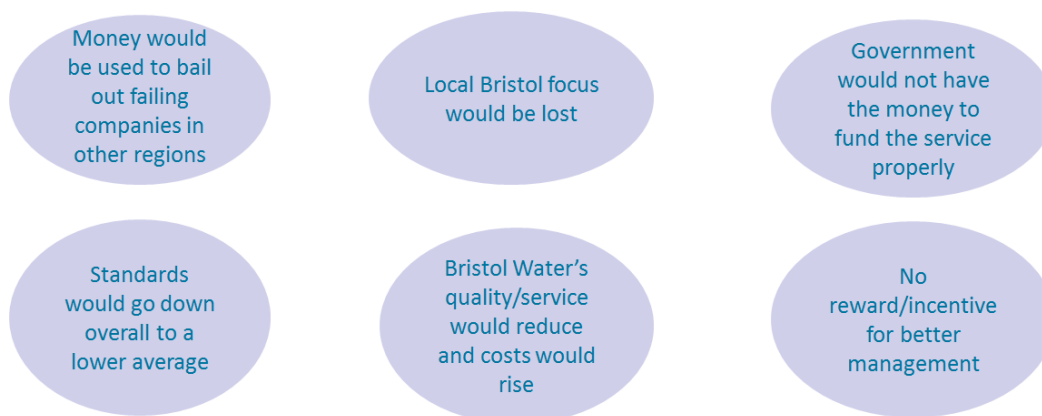 Money would
be used to bail
out failing
companies in
other regions
Local Bristol focus
would be lost
Government
would not have
the money to
fund the service
properly
Standards
would go down
overall to a
lower average
Bristol Water’s
quality/service
would reduce
and costs would
rise
No
reward/incentive
for better
management